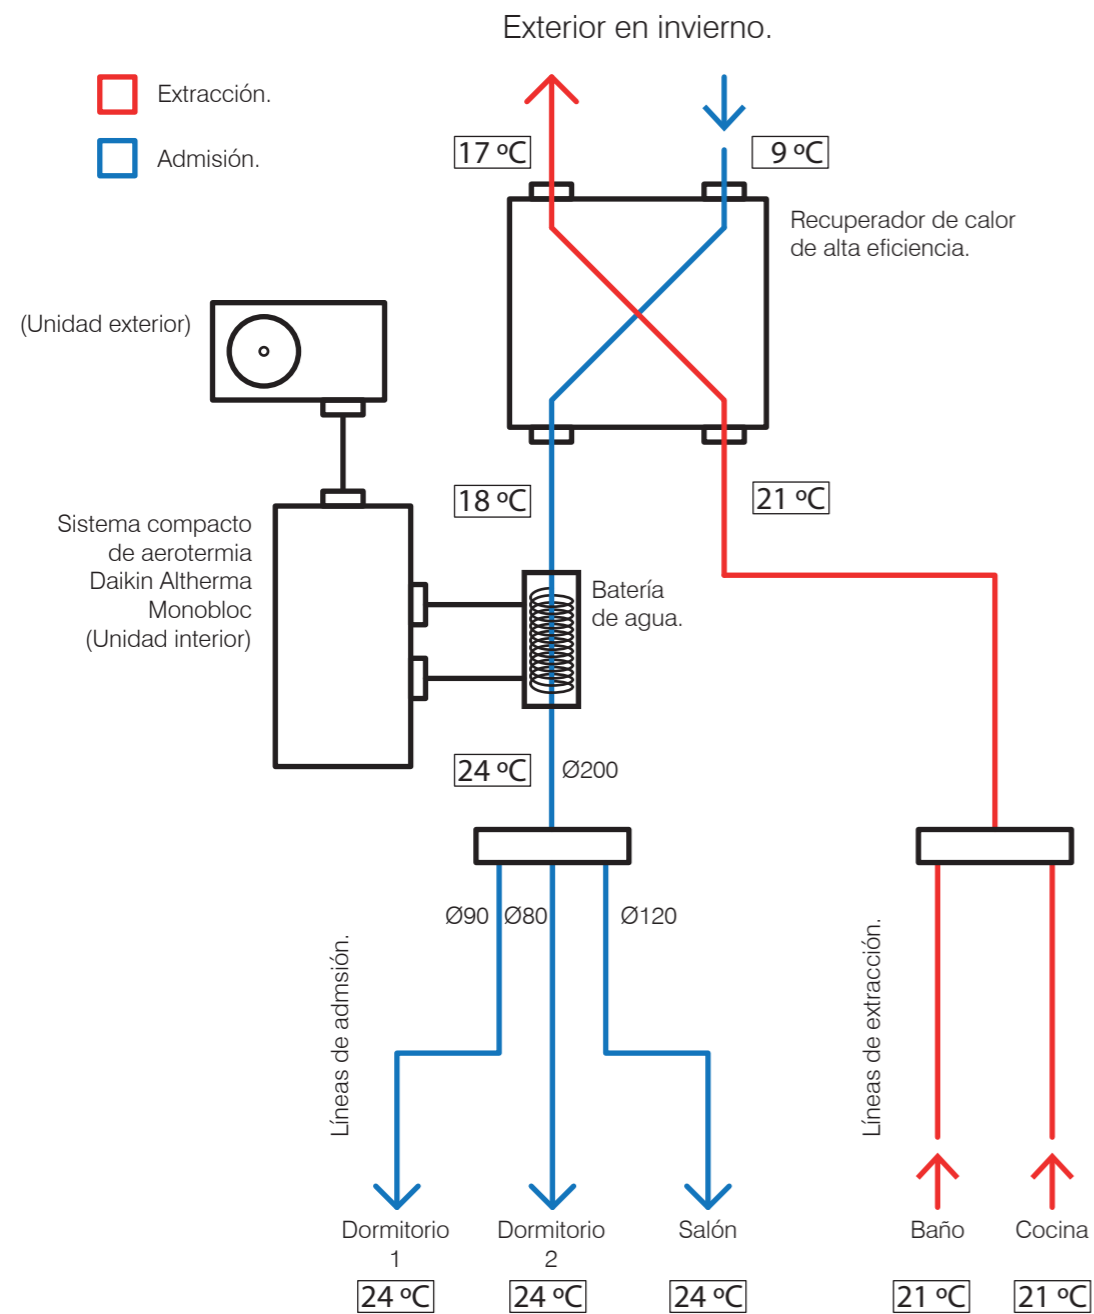 Exterior en invierno.
Extracción.
Admisión.
17 ºC
9 ºC
Recuperador de calor
de alta eficiencia.
(Unidad exterior)
18 ºC
21 ºC
Sistema compacto
de aerotermia
Daikin Altherma
Monobloc
(Unidad interior)
Batería
de agua.
24 ºC
Ø200
Ø90
Ø80
Ø120
Líneas de admsión.
Líneas de extracción.
Dormitorio
1
Dormitorio
2
Salón
Baño
Cocina
24 ºC
24 ºC
24 ºC
21 ºC
21 ºC